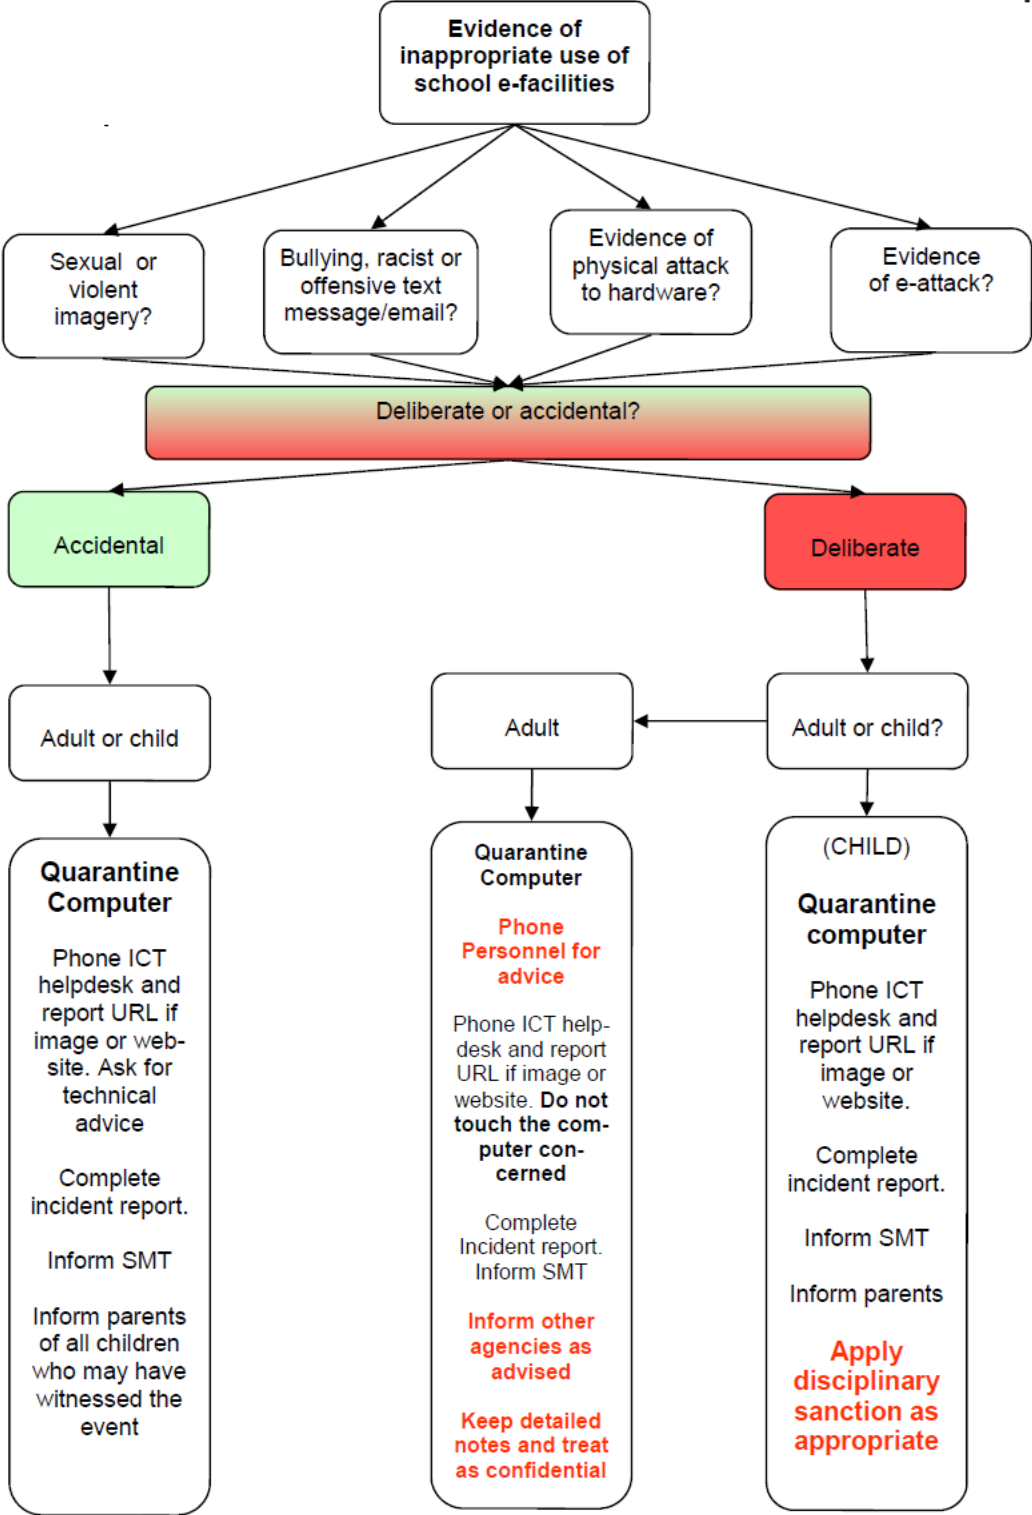 Evidence of
inappropriate use of
school e-facilities
Sexual or
violent
imagery?
Bullying, racist or
offensive text
message/email?
Evidence of
physical attack
to hardware?
Evidence
of e-attack?
Deliberate or accidental?
Accidental
Deliberate
Adult or child
Adult
Adult or child?
Quarantine
Computer
Phone ICT
helpdesk and
report URL if
image or web-
site. Ask for
technical
advice
Complete
incident report.
Inform SMT
Inform parents
of all children
who may have
witnessed the
event
Quarantine
Computer
Phone
Personnel for
advice
Phone ICT help-
desk and report
URL if image or
website. Do not
touch the com-
puter con-
cerned
Complete
Incident report.
Inform SMT
Inform other
agencies as
advised
Keep detailed
notes and treat
as confidential
(CHILD)
Quarantine
computer
Phone ICT
helpdesk and
report URL if
image or
website.
Complete
incident report.
Inform SMT
Inform parents
Apply
disciplinary
sanction as
appropriate